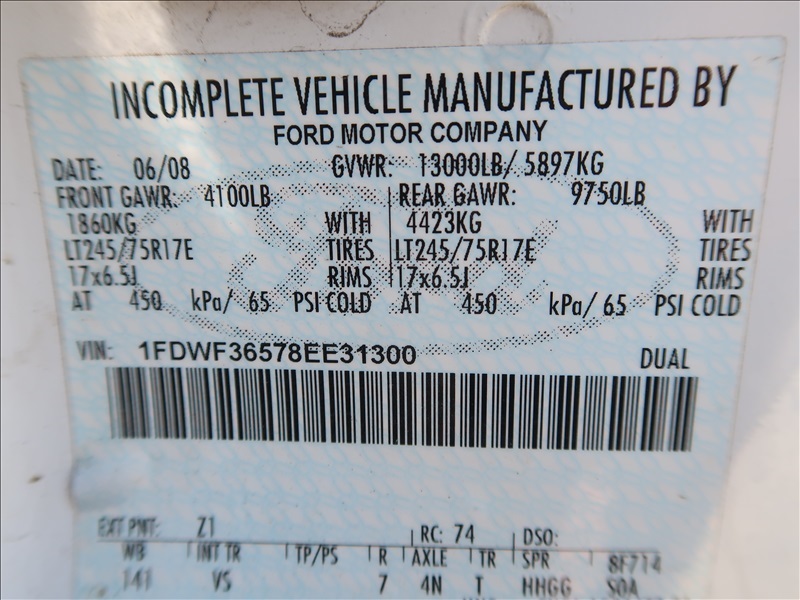 INCOMPLETE VEHICLE MANUFACTURED BY
FORD MOTOR COMPANY
DATE: 06/08 GVWR: 13000LB/ 5897KG
FRONT GAWR: 4100LB REAR GAWR: 9750LB
1860KG WITH 4423KG WITH
LT245/75R17E TIRES LT245/75R17E TIRES
17x6.5J RIMS 17x6.5J RIMS
AT 450 kPa/ 65 PSI COLD AT 450 kPa/ 65 PSI COLD
VIN: 1FDWF36578EE31300 DUAL
EXT PNT: Z1 RC: 74 DSO:
WB INT TR TP/PS R AXLE TR SPR 8F714
141 VS 7 4N T HHGG SOA